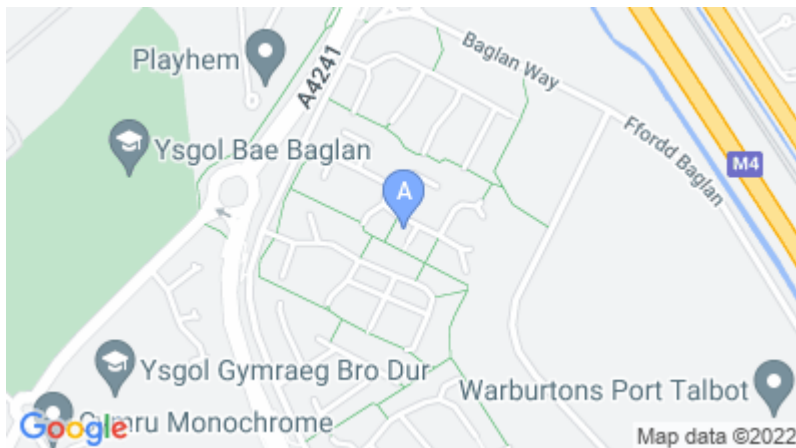 Baglan Way
Playhem
A4241
Ffordd Baglan
Ysgol Bae Baglan
M4
A
Ysgol Gymraeg Bro Dur
Warburtons Port Talbot
Cymru Monochrome
Google
Map data ©2022